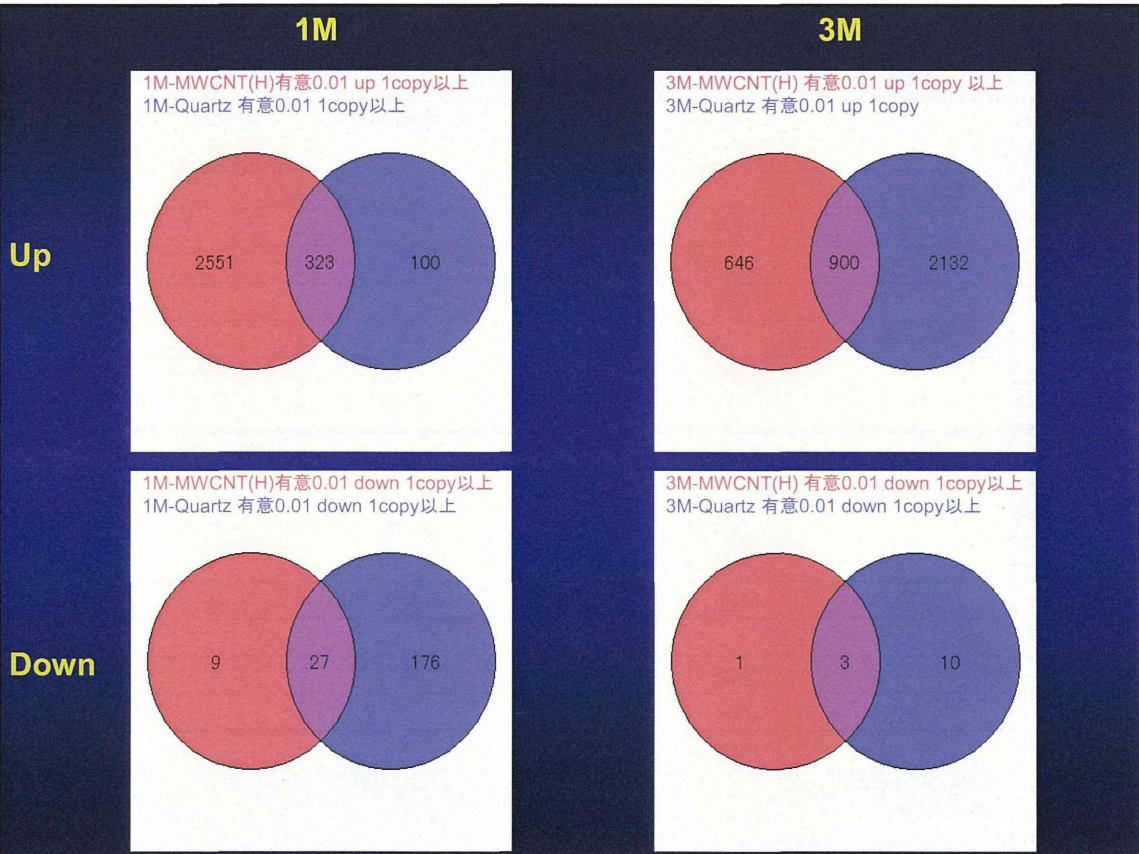 1M
3M
1M-MWCNT(H)有意0.01 up 1copy以上
1M-Quartz 有意0.01 1copy以上
3M-MWCNT(H) 有意0.01 up 1copy 以上
3M-Quartz 有意0.01 up 1copy
Up
2551
323
100
646
900
2132
1M-MWCNT(H)有意0.01 down 1copy以上
1M-Quartz 有意0.01 down 1copy以上
3M-MWCNT(H) 有意0.01 down 1copy以上
3M-Quartz 有意0.01 down 1copy以上
Down
9
27
176
1
3
10